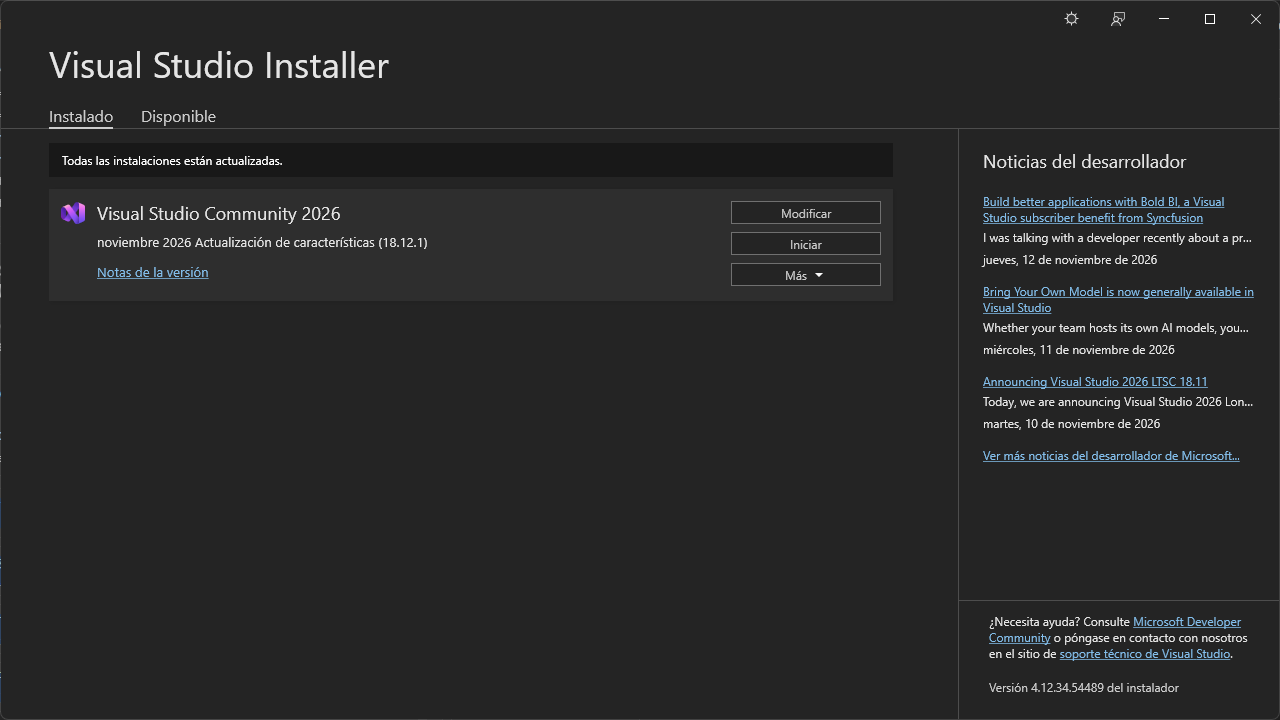 Visual Studio Installer
Instalado
Disponible
Todas las instalaciones están actualizadas.
Visual Studio Community 2026
noviembre 2026 Actualización de características (18.12.1)
Notas de la versión
Modificar
Iniciar
Más
Noticias del desarrollador
Build better applications with Bold BI, a Visual
Studio subscriber benefit from Syncfusion
I was talking with a developer recently about a pr...
jueves, 12 de noviembre de 2026
Bring Your Own Model is now generally available in
Visual Studio
Whether your team hosts its own AI models, you...
miércoles, 11 de noviembre de 2026
Announcing Visual Studio 2026 LTSC 18.11
Today, we are announcing Visual Studio 2026 Lon...
martes, 10 de noviembre de 2026
Ver más noticias del desarrollador de Microsoft...
¿Necesita ayuda? Consulte Microsoft Developer
Community o póngase en contacto con nosotros
en el sitio de soporte técnico de Visual Studio.
Versión 4.12.34.54489 del instalador